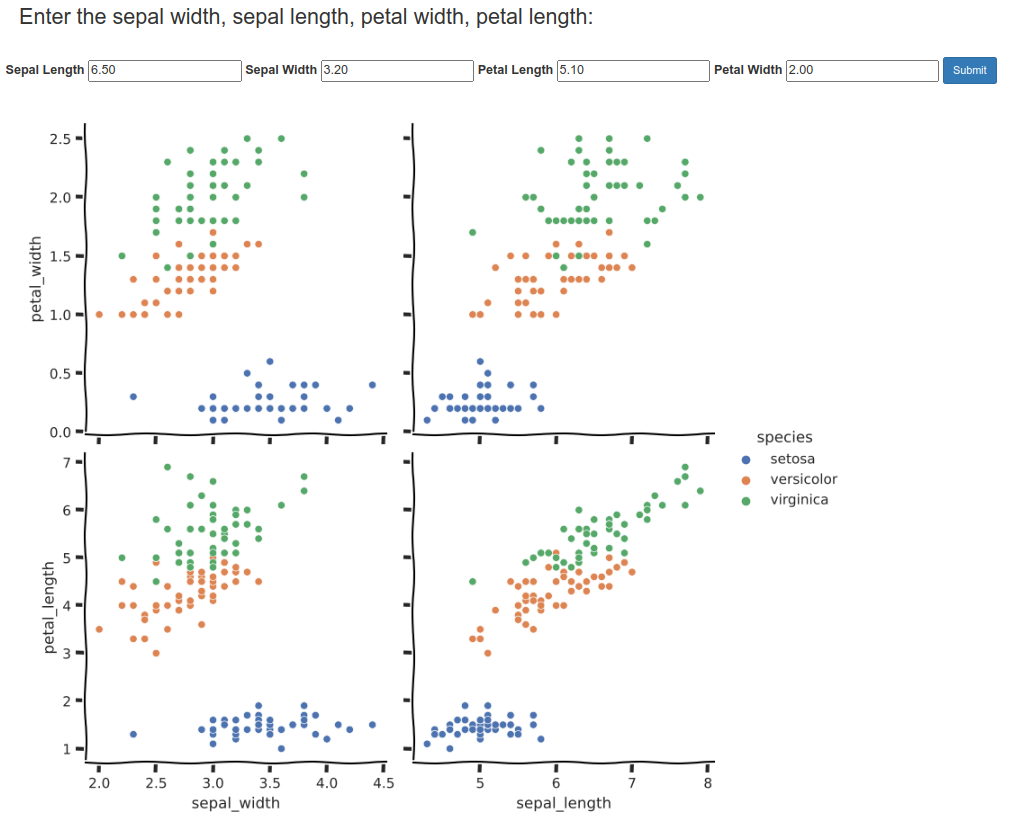 Enter the sepal width, sepal length, petal width, petal length:
Sepal Length 6.50 Sepal Width 3.20 Petal Length 5.10 Petal Width 2.00 Submit
petal_width
2.5
2.0
1.5
1.0
0.5
0.0
petal_length
7
6
5
4
3
2
1
2.0 2.5 3.0 3.5 4.0 4.5
sepal_width
5 6 7 8
sepal_length
species
setosa
versicolor
virginica